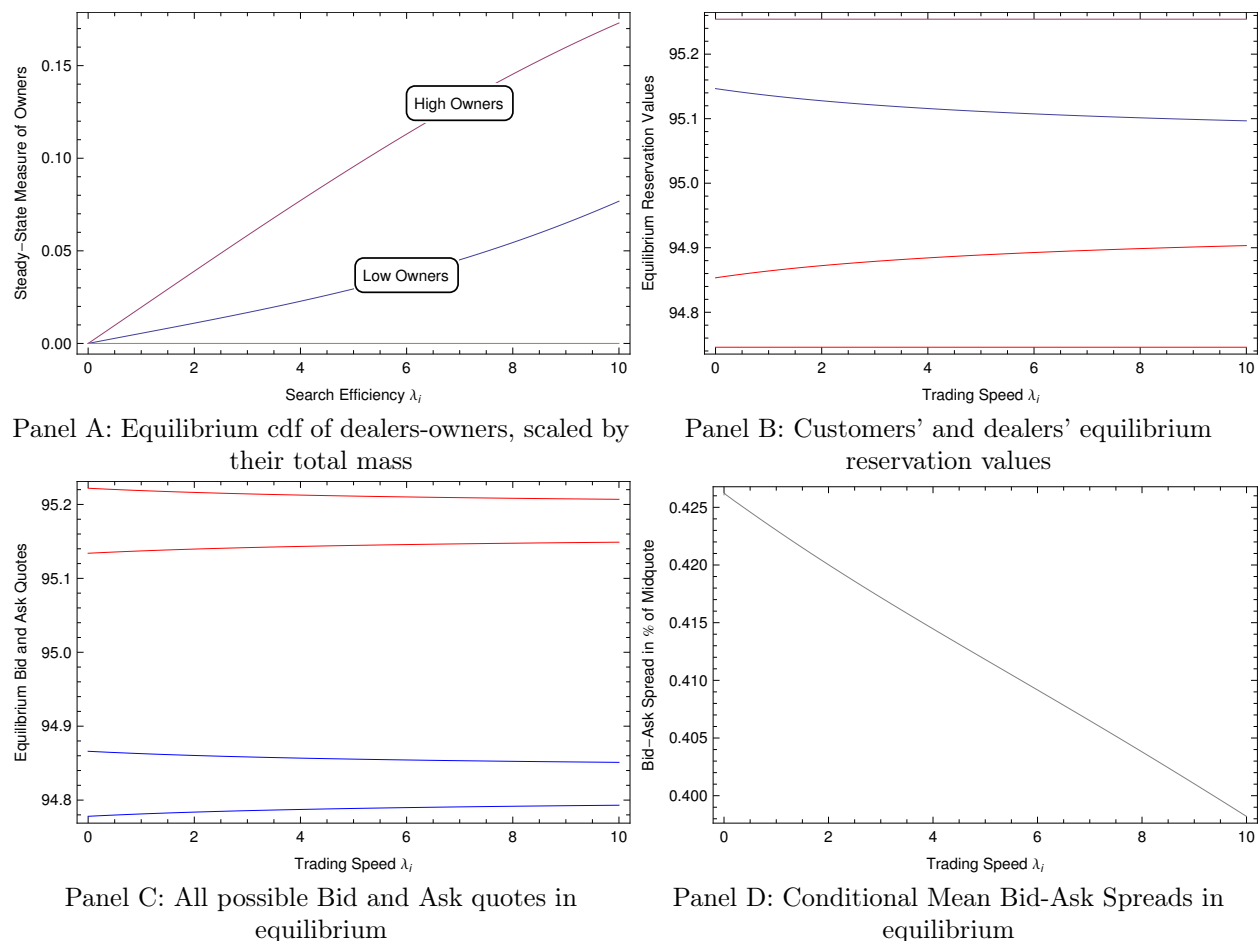 0.15
0.10
0.05
0.00
Steady-State Measure of Owners
High Owners
Low Owners
0 2 4 6 8 10
Search Efficiency λi
Panel A: Equilibrium cdf of dealers-owners, scaled by
their total mass
95.2
95.1
95.0
94.9
94.8
Equilibrium Reservation Values
0 2 4 6 8 10
Trading Speed λi
Panel B: Customers' and dealers' equilibrium
reservation values
95.2
95.1
95.0
94.9
94.8
Equilibrium Bid and Ask Quotes
0 2 4 6 8 10
Trading Speed λi
Panel C: All possible Bid and Ask quotes in
equilibrium
0.425
0.420
0.415
0.410
0.405
0.400
Bid-Ask Spread in % of Midquote
0 2 4 6 8 10
Trading Speed λi
Panel D: Conditional Mean Bid-Ask Spreads in
equilibrium